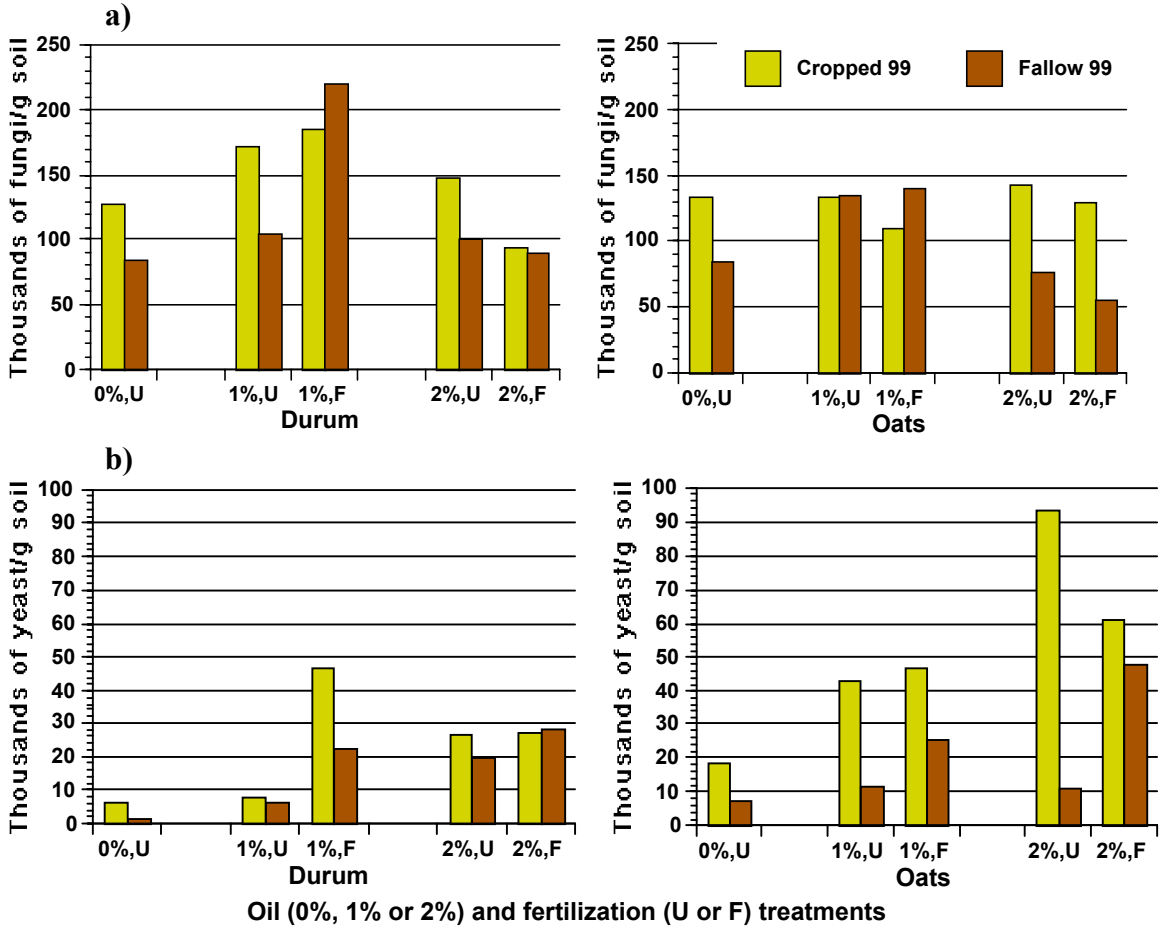 a)
Thousands of fungi/g soil
250
200
150
100
50
0
0%,U 1%,U 1%,F 2%,U 2%,F
Durum
Thousands of fungi/g soil
250
200
150
100
50
0
Cropped 99 Fallow 99
0%,U 1%,U 1%,F 2%,U 2%,F
Oats
b)
Thousands of yeast/g soil
100
90
80
70
60
50
40
30
20
10
0
0%,U 1%,U 1%,F 2%,U 2%,F
Durum
Thousands of yeast/g soil
100
90
80
70
60
50
40
30
20
10
0
0%,U 1%,U 1%,F 2%,U 2%,F
Oats
Oil (0%, 1% or 2%) and fertilization (U or F) treatments